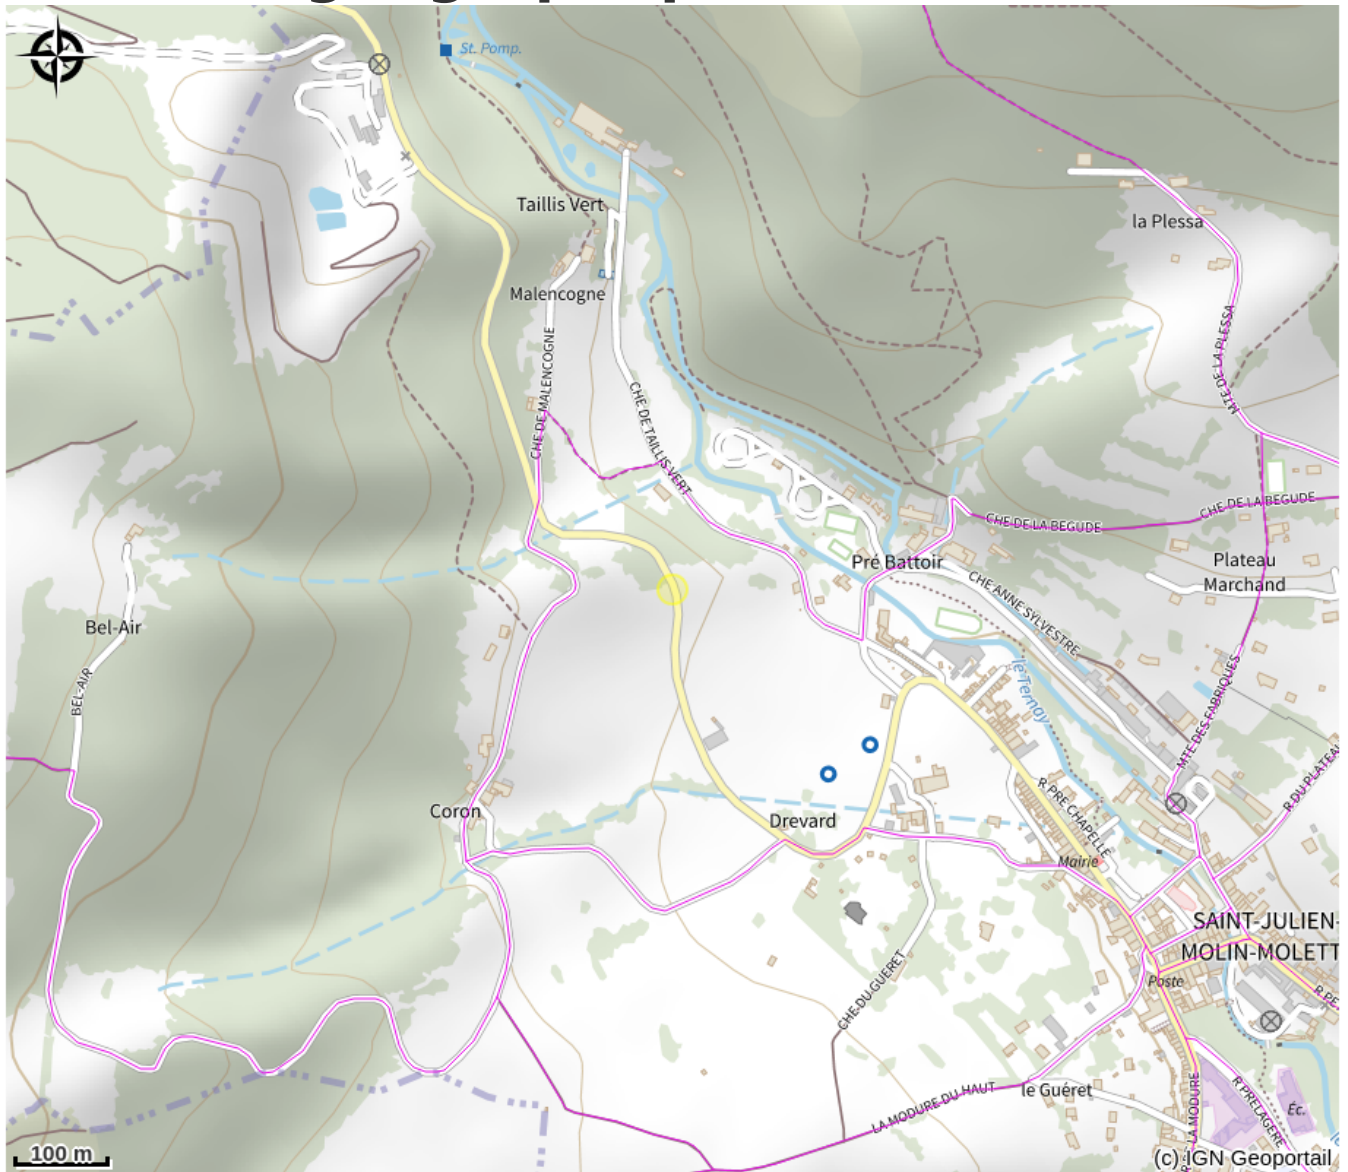 St. Pomp.
Taillis Vert
la Plessa
Malencogne
CHE DE MALENCOGNE
MTE DE LA PLESSA
CHE DE TAILLIS VERT
CHE DE LA BEGUDE
CHE DE LA BEGUDE
Pré Battoir
Plateau
Marchand
CHE ANNE SYLVESTRE
Bel-Air
BEL-AIR
le Ternay
MTE DES FABRIQUES
R DU PLATEAU
Coron
Drevard
R PRE CHAPELLE
Mairie
SAINT-JULIEN-
MOLIN-MOLETT
Poste
R PE
CHE DU GUERET
le Guéret
LA MODURE DU HAUT
LA MODURE
R PRELAGERE
Éc.
100 m
(c) IGN Geoportail